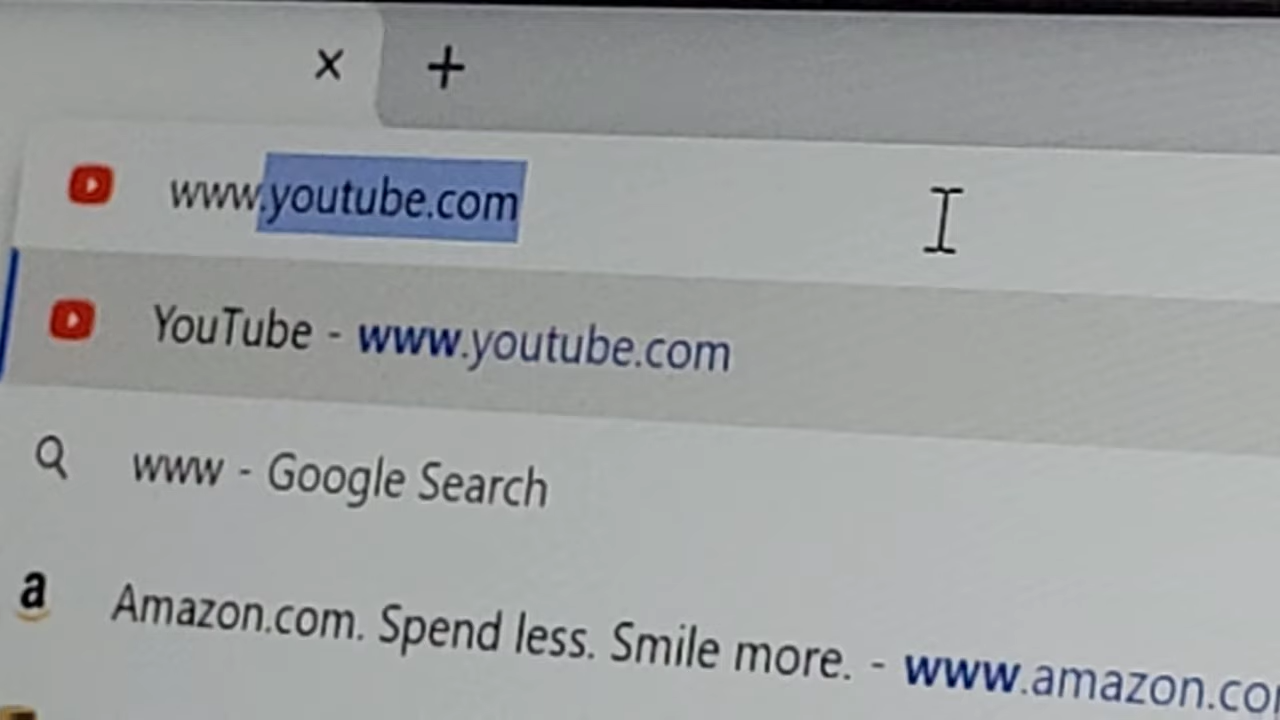 www.youtube.com
YouTube - www.youtube.com
www - Google Search
a Amazon.com. Spend less. Smile more. - www.amazon.co